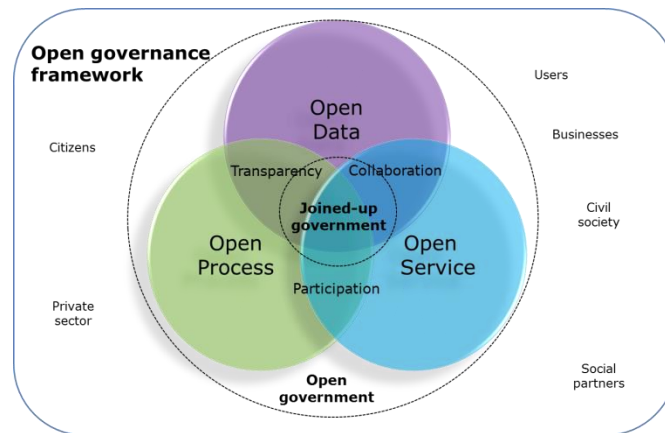 Open governance
framework
Users
Open
Data
Businesses
Citizens
Transparency
Collaboration
Joined-up
government
Civil
society
Open
Process
Open
Service
Participation
Private
sector
Social
partners
Open
government